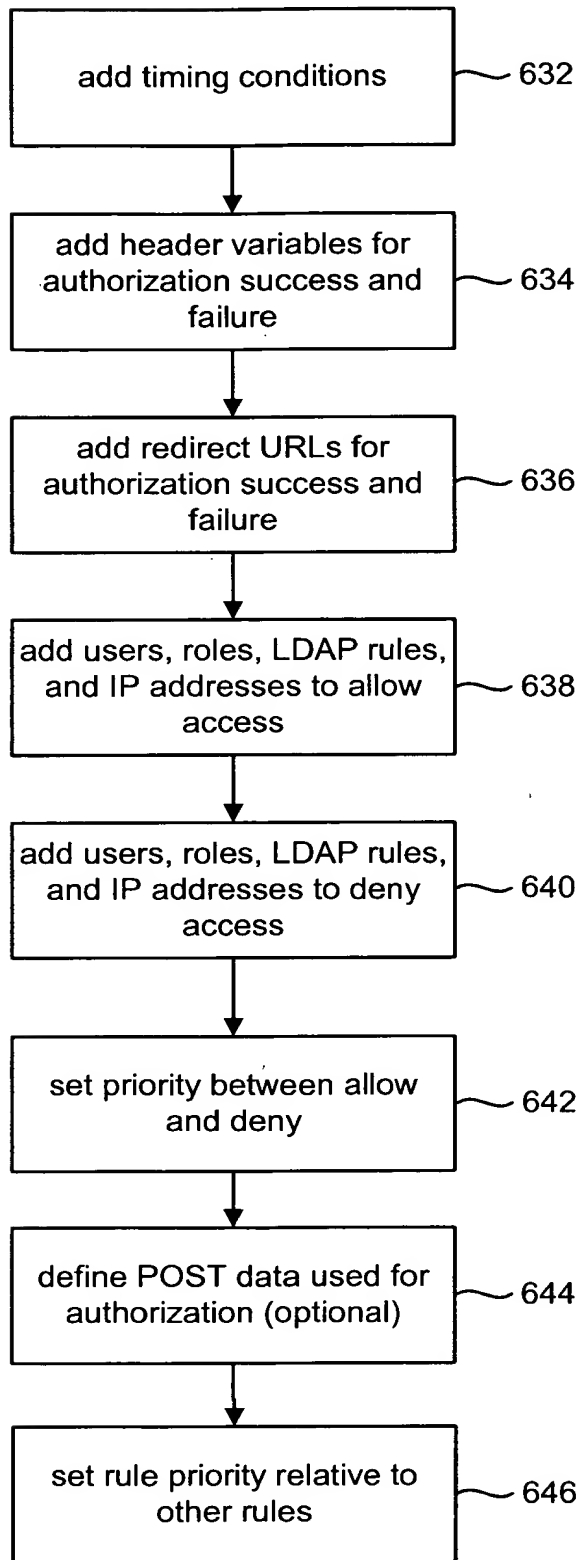 add timing conditions
632
add header variables for
authorization success and
failure
634
add redirect URLs for
authorization success and
failure
636
add users, roles, LDAP rules,
and IP addresses to allow
access
638
add users, roles, LDAP rules,
and IP addresses to deny
access
640
set priority between allow
and deny
642
define POST data used for
authorization (optional)
644
set rule priority relative to
other rules
646